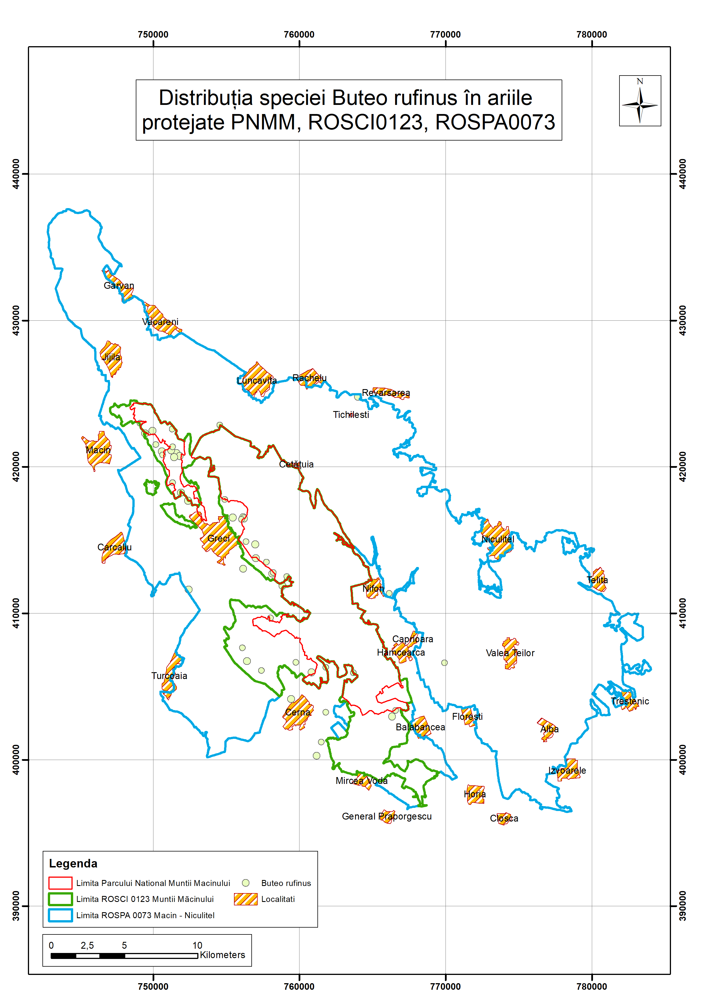 750000 760000 770000 780000
N
Distribuția speciei Buteo rufinus în ariile
protejate PNMM, ROSCI0123, ROSPA0073
440000 440000
Garvan
430000 430000
Vacareni
Jijila
Luncavita
Rachelu
Revarsarea
Tichilesti
Macin
420000 420000
Cetățuia
Greci
Niculitel
Carcaliu
Telita
Nifon
410000 410000
Caprioara
Hamcearca
Valea Teilor
Turcoaia
Trestenic
Cerna
Floresti
Balabancea
Alba
400000 400000
Izvoarele
Mircea Voda
Horia
General Praporgescu
Closca
390000 390000
Legenda
Limita Parcului National Muntii Macinului
Buteo rufinus
Limita ROSCI 0123 Muntii Mãcinului
Localitati
Limita ROSPA 0073 Macin - Niculitel
0 2,5 5 10
Kilometers
750000 760000 770000 780000